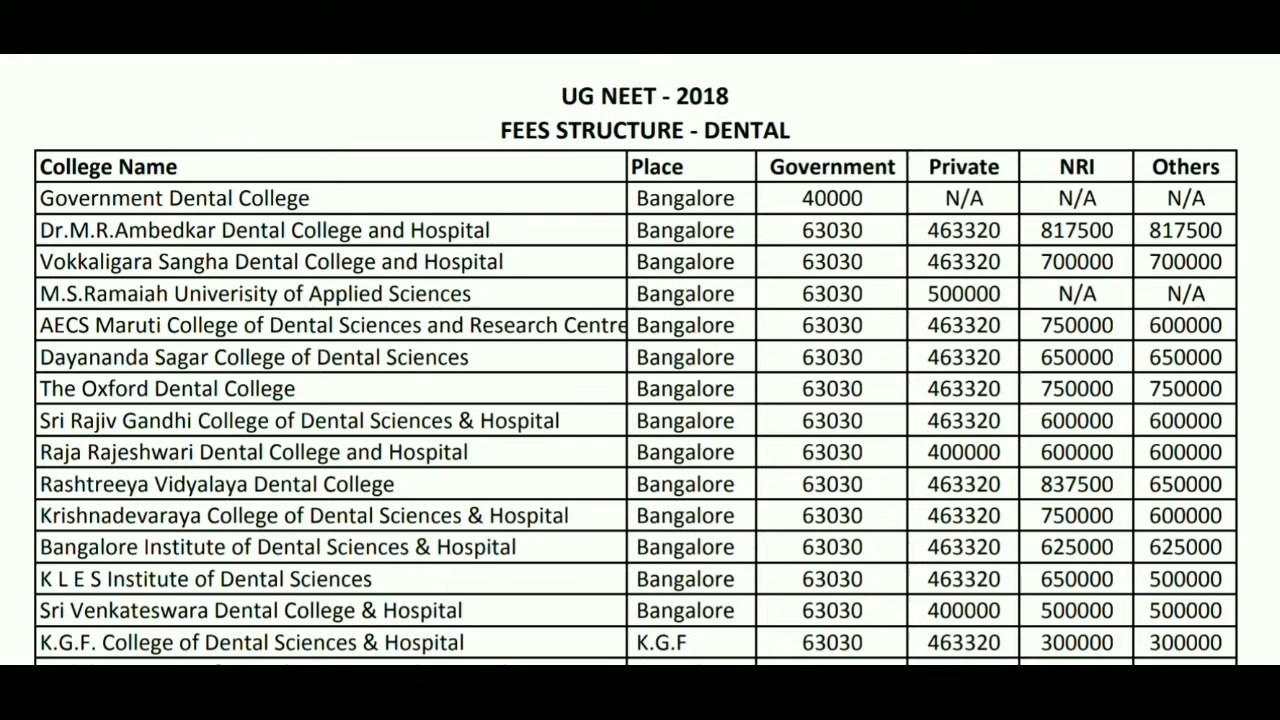 UG NEET - 2018
FEES STRUCTURE - DENTAL
College Name Place Government Private NRI Others
Government Dental College Bangalore 40000 N/A N/A N/A
Dr.M.R.Ambedkar Dental College and Hospital Bangalore 63030 463320 817500 817500
Vokkaligara Sangha Dental College and Hospital Bangalore 63030 463320 700000 700000
M.S.Ramaiah Univerisity of Applied Sciences Bangalore 63030 500000 N/A N/A
AECS Maruti College of Dental Sciences and Research Centre Bangalore 63030 463320 750000 600000
Dayananda Sagar College of Dental Sciences Bangalore 63030 463320 650000 650000
The Oxford Dental College Bangalore 63030 463320 750000 750000
Sri Rajiv Gandhi College of Dental Sciences & Hospital Bangalore 63030 463320 600000 600000
Raja Rajeshwari Dental College and Hospital Bangalore 63030 400000 600000 600000
Rashtreeya Vidyalaya Dental College Bangalore 63030 463320 837500 650000
Krishnadevaraya College of Dental Sciences & Hospital Bangalore 63030 463320 750000 600000
Bangalore Institute of Dental Sciences & Hospital Bangalore 63030 463320 625000 625000
K L E S Institute of Dental Sciences Bangalore 63030 463320 650000 500000
Sri Venkateswara Dental College & Hospital Bangalore 63030 400000 500000 500000
K.G.F. College of Dental Sciences & Hospital K.G.F 63030 463320 300000 300000